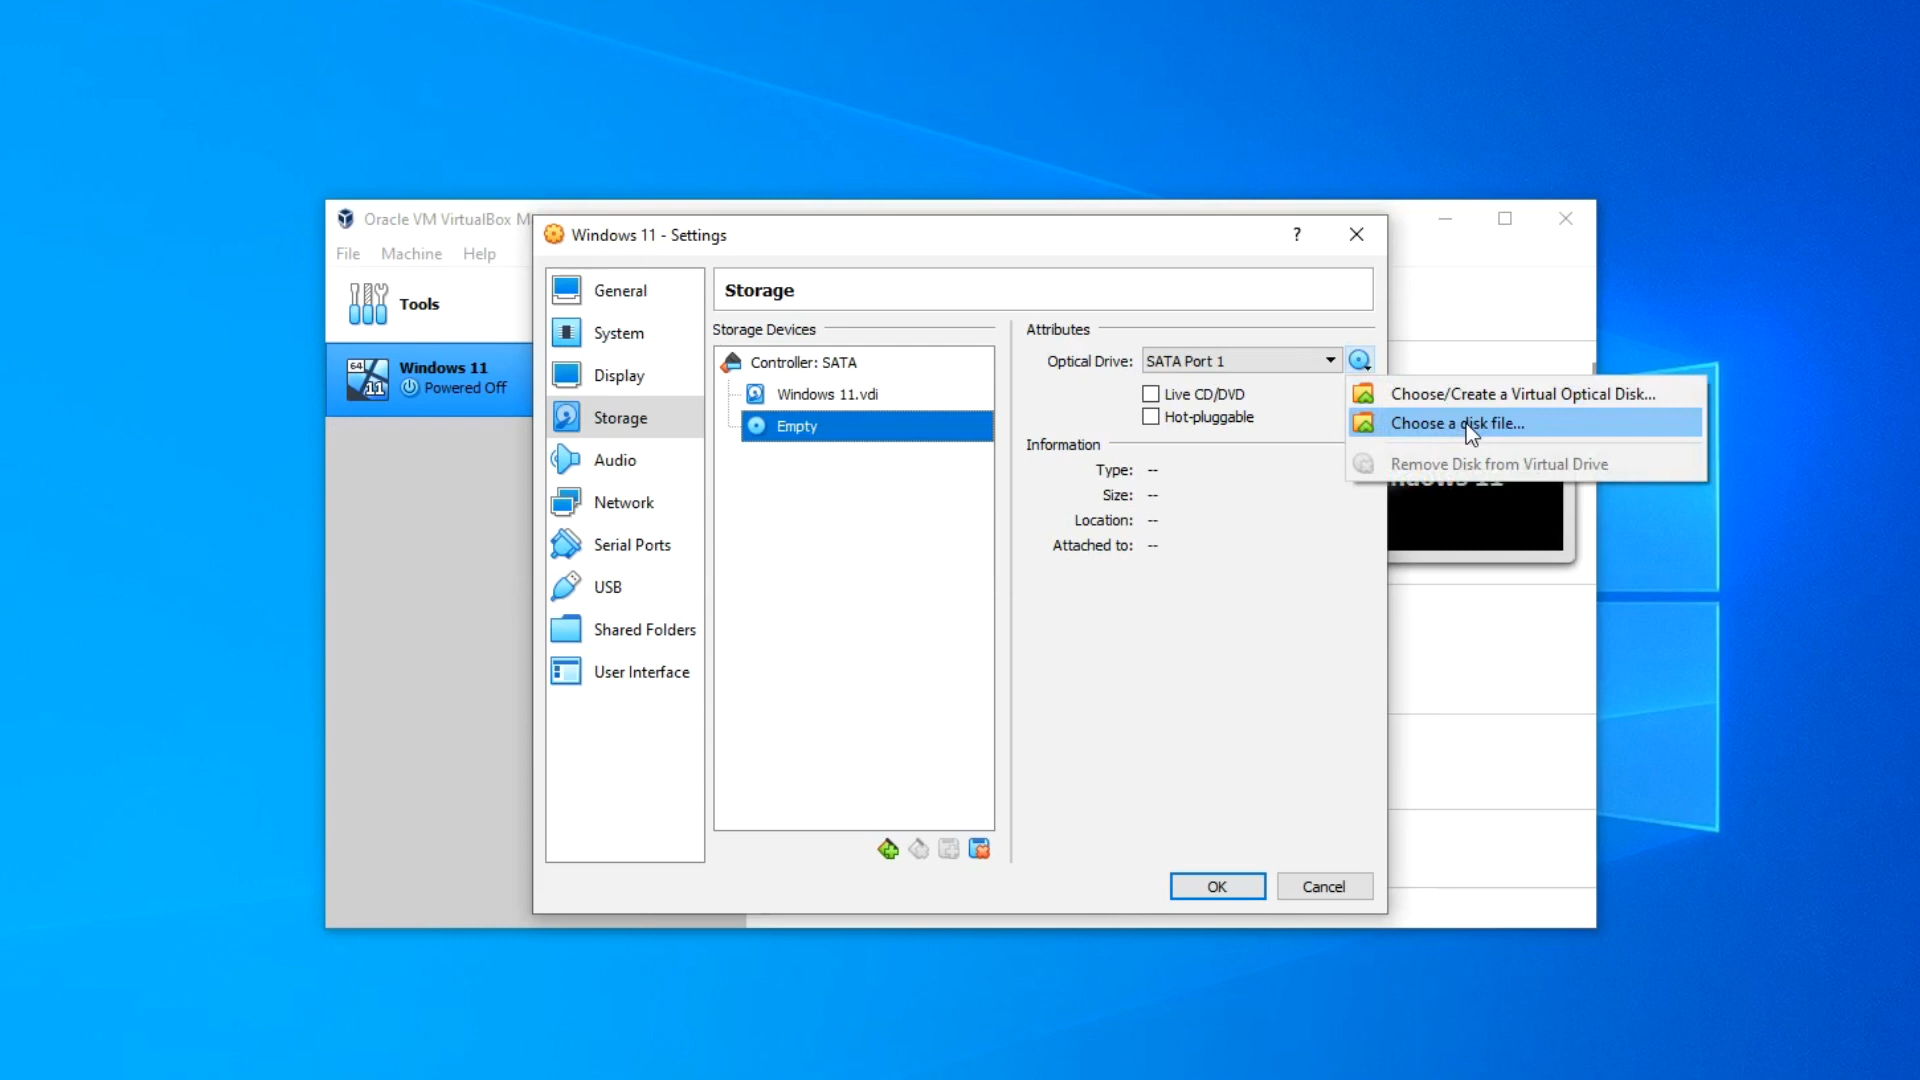 Oracle VM VirtualBox M
File Machine Help
Tools
64
11
Windows 11
Powered Off
Windows 11 - Settings
?
General
System
Display
Storage
Audio
Network
Serial Ports
USB
Shared Folders
User Interface
Storage
Storage Devices
Controller: SATA
Windows 11.vdi
Empty
Attributes
Optical Drive: SATA Port 1
Live CD/DVD
Hot-pluggable
Information
Type: --
Size: --
Location: --
Attached to: --
Choose/Create a Virtual Optical Disk...
Choose a disk file...
Remove Disk from Virtual Drive
OK Cancel